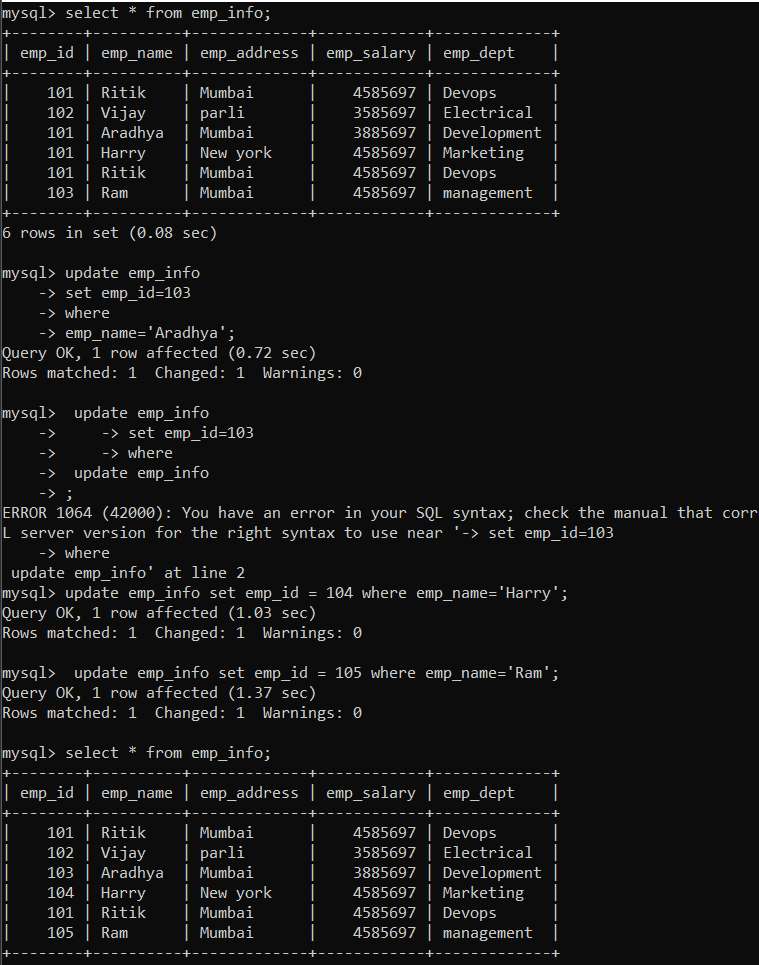 mysql> select * from emp_info;
+--------+----------+-------------+------------+-------------+
| emp_id | emp_name | emp_address | emp_salary | emp_dept    |
+--------+----------+-------------+------------+-------------+
|    101 | Ritik    | Mumbai      |    4585697 | Devops      |
|    102 | Vijay    | parli       |    3585697 | Electrical  |
|    101 | Aradhya  | Mumbai      |    3885697 | Development |
|    101 | Harry    | New york    |    4585697 | Marketing   |
|    101 | Ritik    | Mumbai      |    4585697 | Devops      |
|    103 | Ram      | Mumbai      |    4585697 | management  |
+--------+----------+-------------+------------+-------------+
6 rows in set (0.08 sec)

mysql> update emp_info
    -> set emp_id=103
    -> where
    -> emp_name='Aradhya';
Query OK, 1 row affected (0.72 sec)
Rows matched: 1  Changed: 1  Warnings: 0

mysql>  update emp_info
    ->     -> set emp_id=103
    ->     -> where
    ->  update emp_info
    -> ;
ERROR 1064 (42000): You have an error in your SQL syntax; check the manual that corr
L server version for the right syntax to use near '-> set emp_id=103
    -> where
 update emp_info' at line 2
mysql> update emp_info set emp_id = 104 where emp_name='Harry';
Query OK, 1 row affected (1.03 sec)
Rows matched: 1  Changed: 1  Warnings: 0

mysql>  update emp_info set emp_id = 105 where emp_name='Ram';
Query OK, 1 row affected (1.37 sec)
Rows matched: 1  Changed: 1  Warnings: 0

mysql> select * from emp_info;
+--------+----------+-------------+------------+-------------+
| emp_id | emp_name | emp_address | emp_salary | emp_dept    |
+--------+----------+-------------+------------+-------------+
|    101 | Ritik    | Mumbai      |    4585697 | Devops      |
|    102 | Vijay    | parli       |    3585697 | Electrical  |
|    103 | Aradhya  | Mumbai      |    3885697 | Development |
|    104 | Harry    | New york    |    4585697 | Marketing   |
|    101 | Ritik    | Mumbai      |    4585697 | Devops      |
|    105 | Ram      | Mumbai      |    4585697 | management  |
+--------+----------+-------------+------------+-------------+